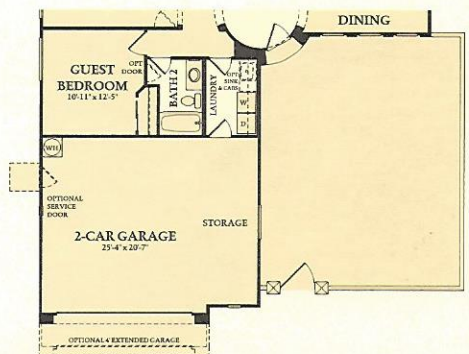 DINING
OPT
DOOR
GUEST
BEDROOM
10'-11" x 12'-5"
BATH 2
LAUNDRY
OPT
SINK
& CABS
W
D
WH
OPTIONAL
SERVICE
DOOR
STORAGE
2-CAR GARAGE
25'-4" x 20'-7"
OPTIONAL 4' EXTENDED GARAGE